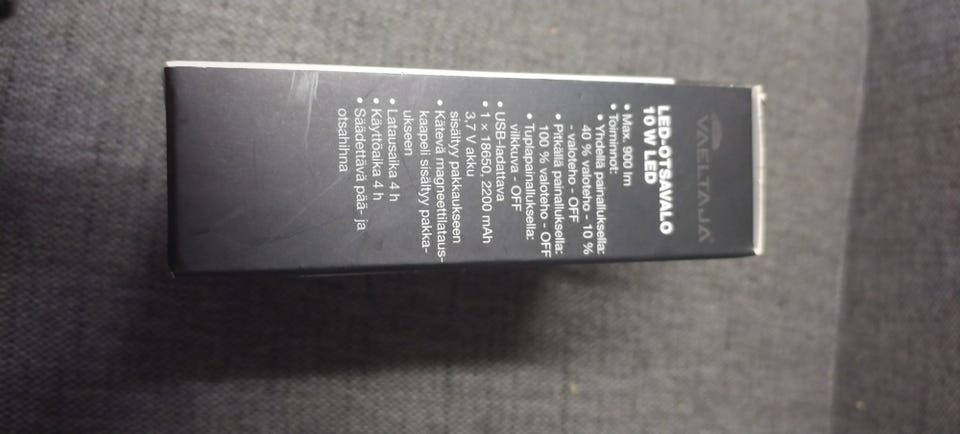 VAELTAJA
LED-OTSAVALO
10 W LED
• Max. 900 lm
• Toiminnot:
• Yhdellä painalluksella:
40 % valoteho - 10 %
- valoteho - OFF
• Pitkällä painalluksella:
100 % valoteho - OFF
• Tuplapainalluksella:
vilkkuva - OFF
• USB-ladattava
• 1 x 18650, 2200 mAh
3,7 V akku
sisältyy pakkaukseen
• Kätevä magneettilataus-
kaapeli sisältyy pakka-
ukseen
• Latausaika 4 h
• Käyttöaika 4 h
• Säädettävä pää- ja
otsahihna